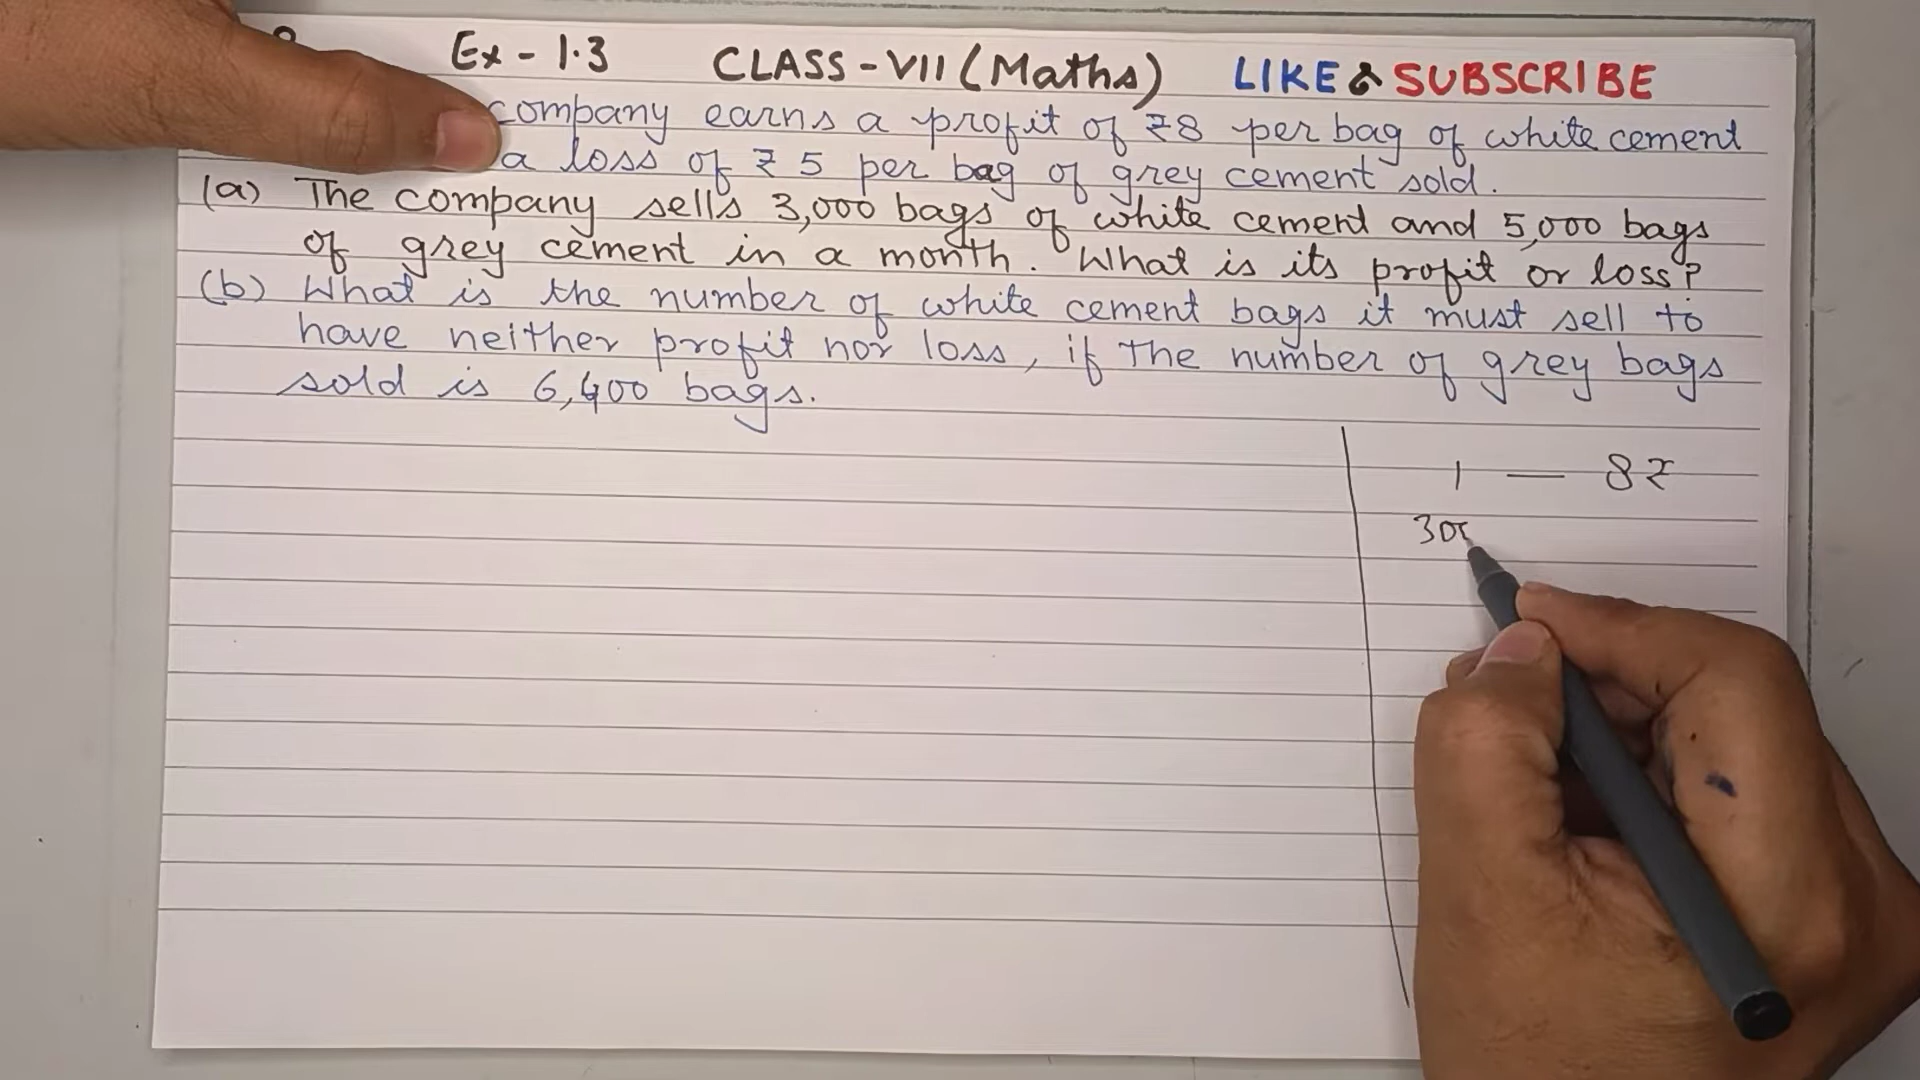 Ex - 1.3 CLASS - VII (Maths) LIKE & SUBSCRIBE
company earns a profit of ₹8 per bag of white cement
a loss of ₹ 5 per bag of grey cement sold.
(a) The company sells 3,000 bags of white cement and 5,000 bags
of grey cement in a month. What is its profit or loss?
(b) What is the number of white cement bags it must sell to
have neither profit nor loss, if the number of grey bags
sold is 6,400 bags.
1 — 8₹
300